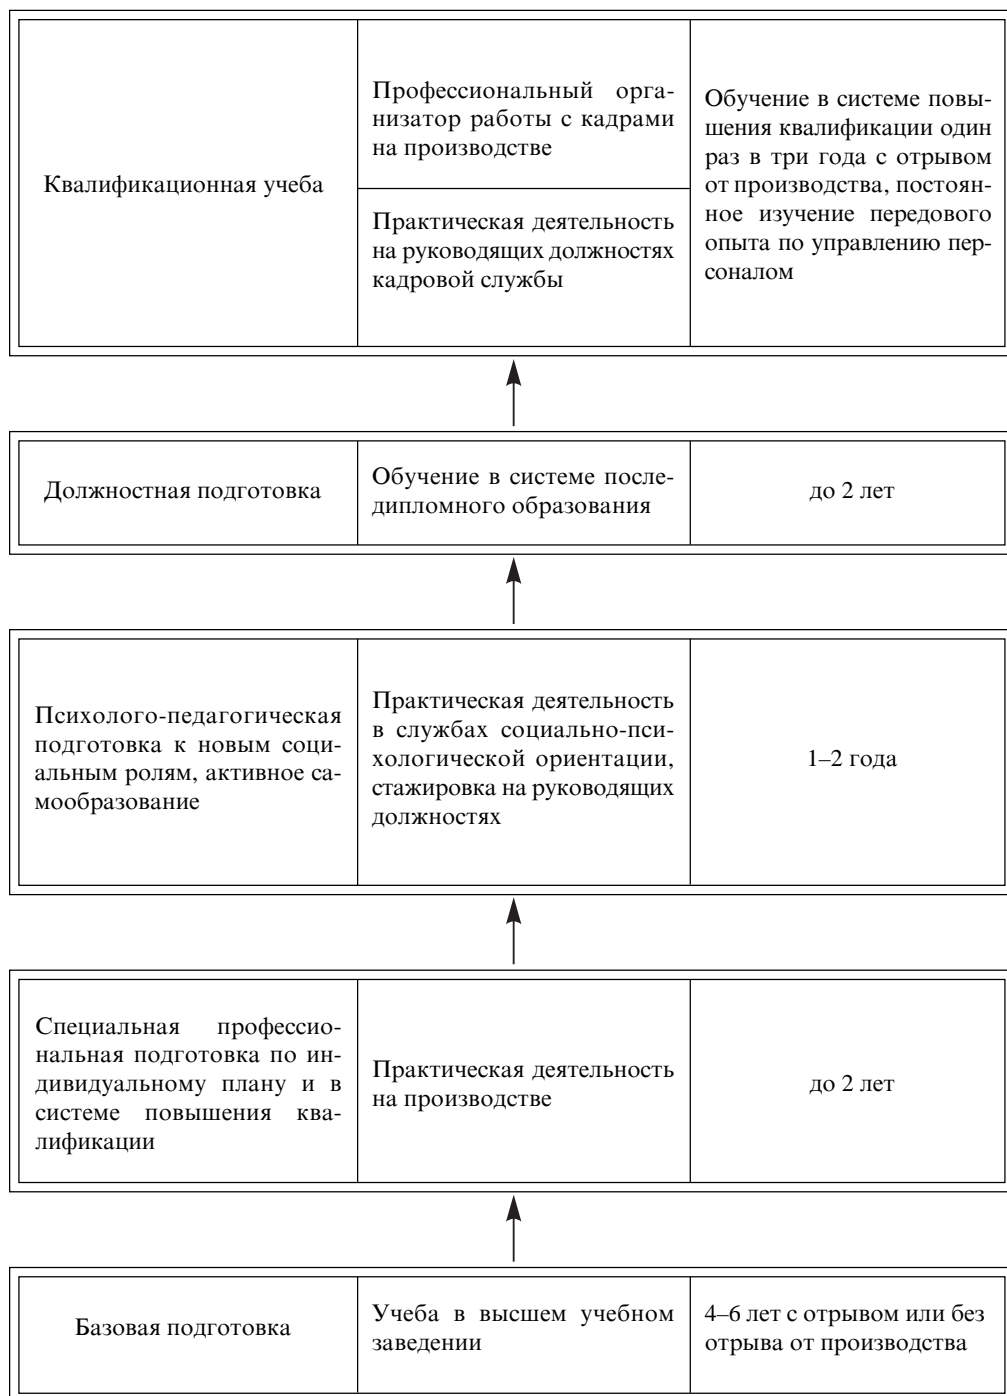 Квалификационная учеба
Профессиональный орга-
низатор работы с кадрами
на производстве
Практическая деятельность
на руководящих должностях
кадровой службы
Обучение в системе повы-
шения квалификации один
раз в три года с отрывом
от производства, постоян-
ное изучение передового
опыта по управлению пер-
соналом
Должностная подготовка
Обучение в системе после-
дипломного образования
до 2 лет
Психолого-педагогическая
подготовка к новым соци-
альным ролям, активное са-
мообразование
Практическая деятельность
в службах социально-пси-
хологической ориентации,
стажировка на руководящих
должностях
1–2 года
Специальная профессио-
нальная подготовка по ин-
дивидуальному плану и в
системе повышения ква-
лификации
Практическая деятельность
на производстве
до 2 лет
Базовая подготовка
Учеба в высшем учебном
заведении
4–6 лет с отрывом или без
отрыва от производства